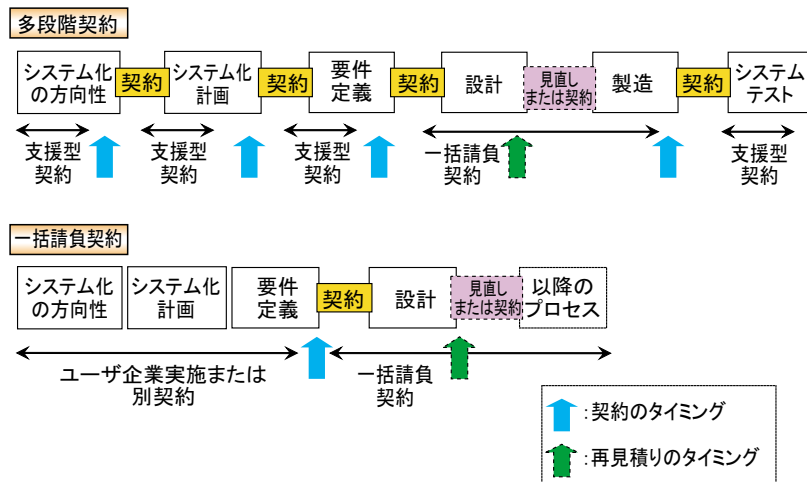 多段階契約
システム化
の方向性
契約
システム化
計画
契約
要件
定義
契約
設計
見直し
または契約
製造
契約
システム
テスト
支援型
契約
支援型
契約
支援型
契約
一括請負
契約
支援型
契約
一括請負契約
システム化
の方向性
システム化
計画
要件
定義
契約
設計
見直し
または契約
以降の
プロセス
ユーザ企業実施または
別契約
一括請負
契約
:契約のタイミング
:再見積りのタイミング